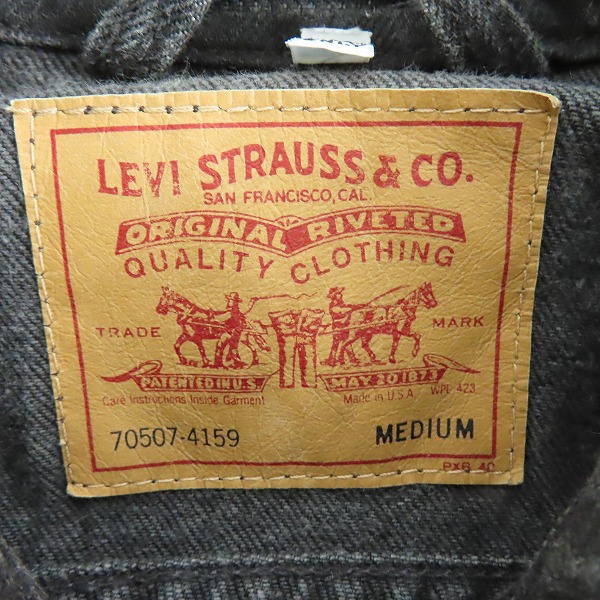 LEVI STRAUSS & CO.
SAN FRANCISCO, CAL.
ORIGINAL RIVETED
QUALITY CLOTHING
TRADE MARK
PATENTED IN U.S. MAY 20 1873
Care Instructions Inside Garment Made in U.S.A. WPL 423
70507-4159 MEDIUM
PXB 40